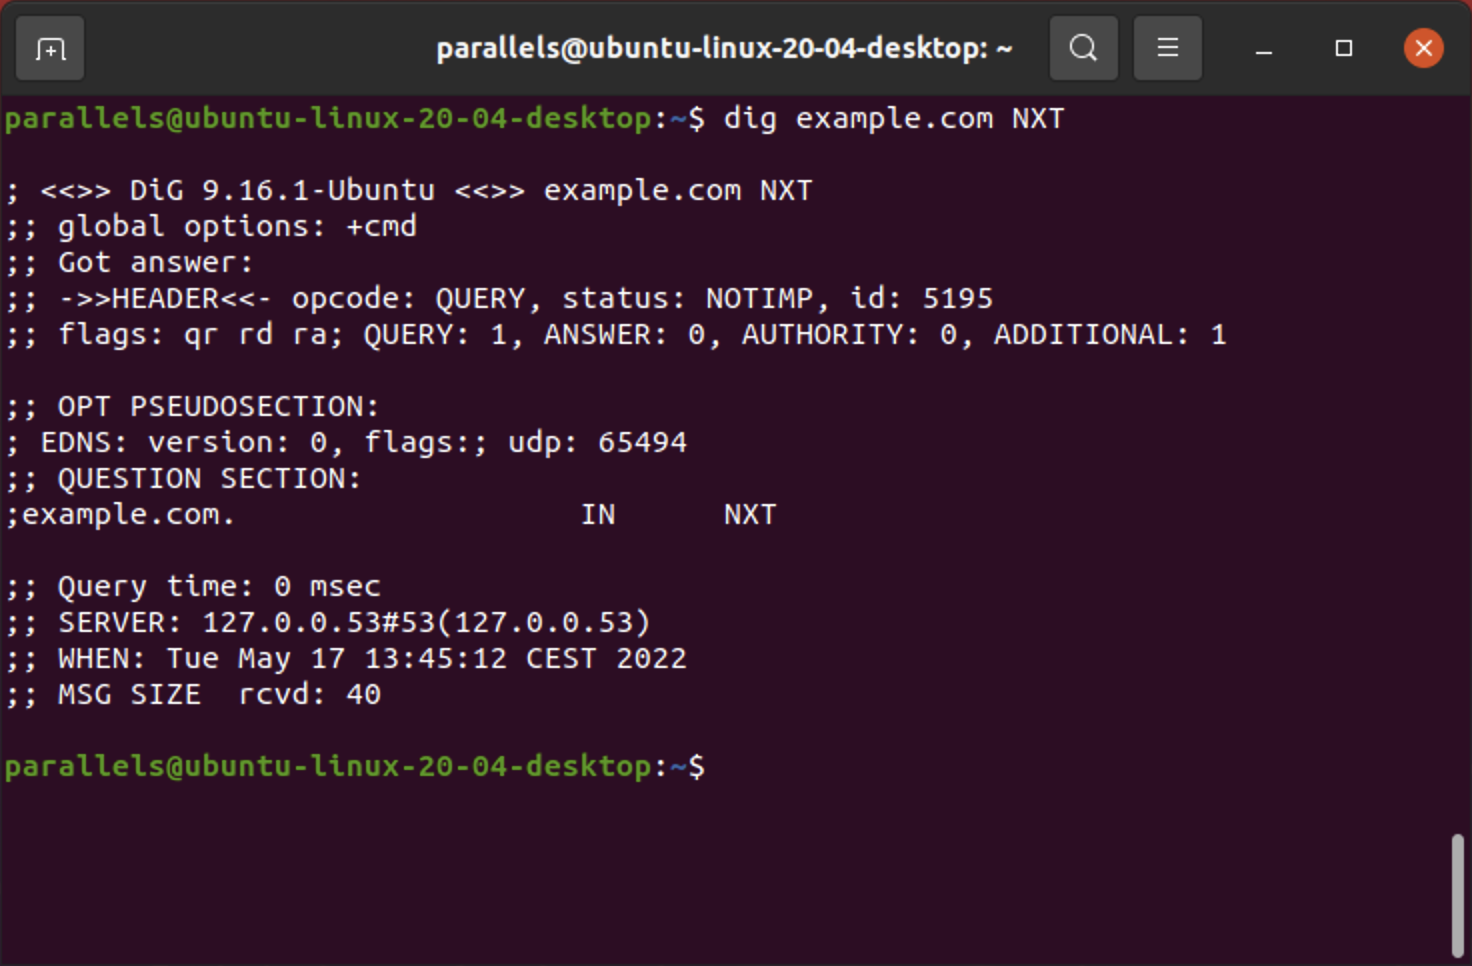 parallels@ubuntu-linux-20-04-desktop: ~
parallels@ubuntu-linux-20-04-desktop:~$ dig example.com NXT
; <<>> DiG 9.16.1-Ubuntu <<>> example.com NXT
;; global options: +cmd
;; Got answer:
;; ->>HEADER<<- opcode: QUERY, status: NOTIMP, id: 5195
;; flags: qr rd ra; QUERY: 1, ANSWER: 0, AUTHORITY: 0, ADDITIONAL: 1
;; OPT PSEUDOSECTION:
; EDNS: version: 0, flags:; udp: 65494
;; QUESTION SECTION:
;example.com.                   IN      NXT
;; Query time: 0 msec
;; SERVER: 127.0.0.53#53(127.0.0.53)
;; WHEN: Tue May 17 13:45:12 CEST 2022
;; MSG SIZE  rcvd: 40
parallels@ubuntu-linux-20-04-desktop:~$